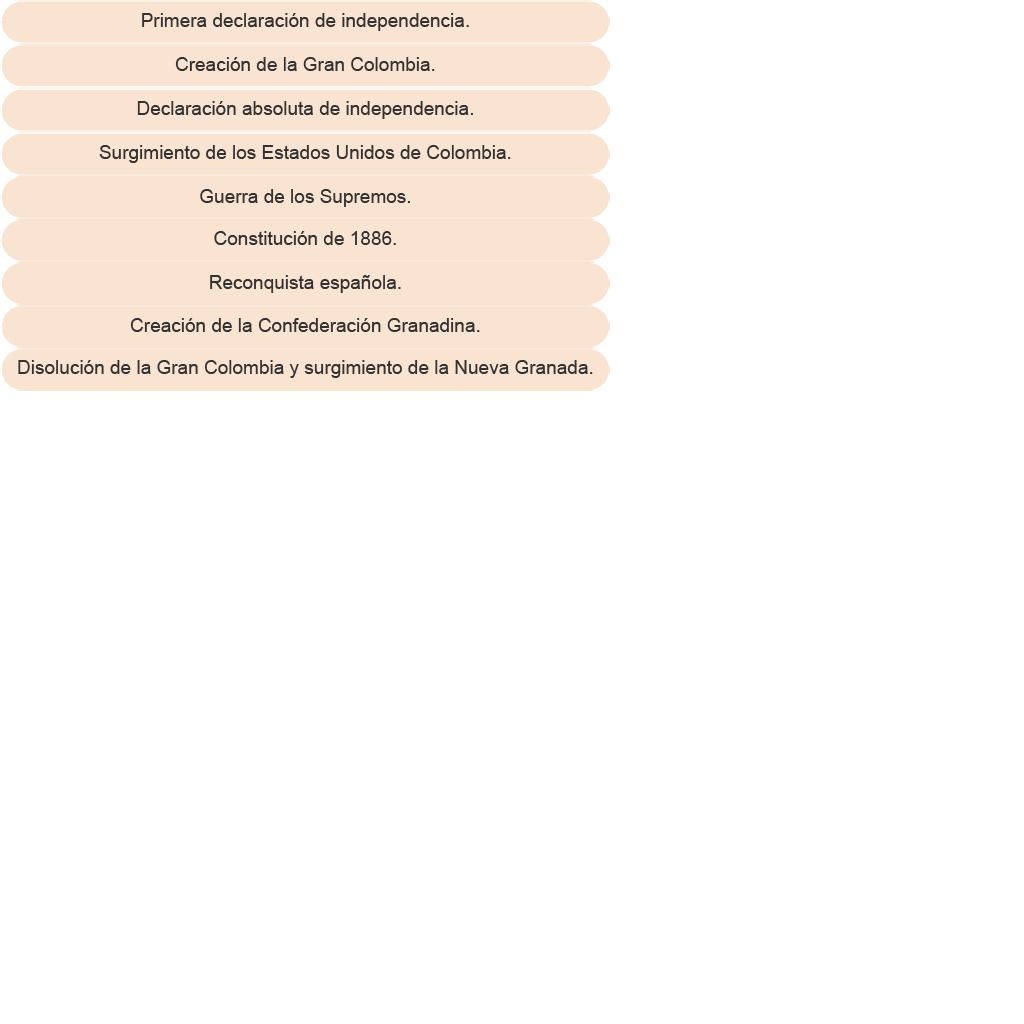 Primera declaración de independencia.
Creación de la Gran Colombia.
Declaración absoluta de independencia.
Surgimiento de los Estados Unidos de Colombia.
Guerra de los Supremos.
Constitución de 1886.
Reconquista española.
Creación de la Confederación Granadina.
Disolución de la Gran Colombia y surgimiento de la Nueva Granada.